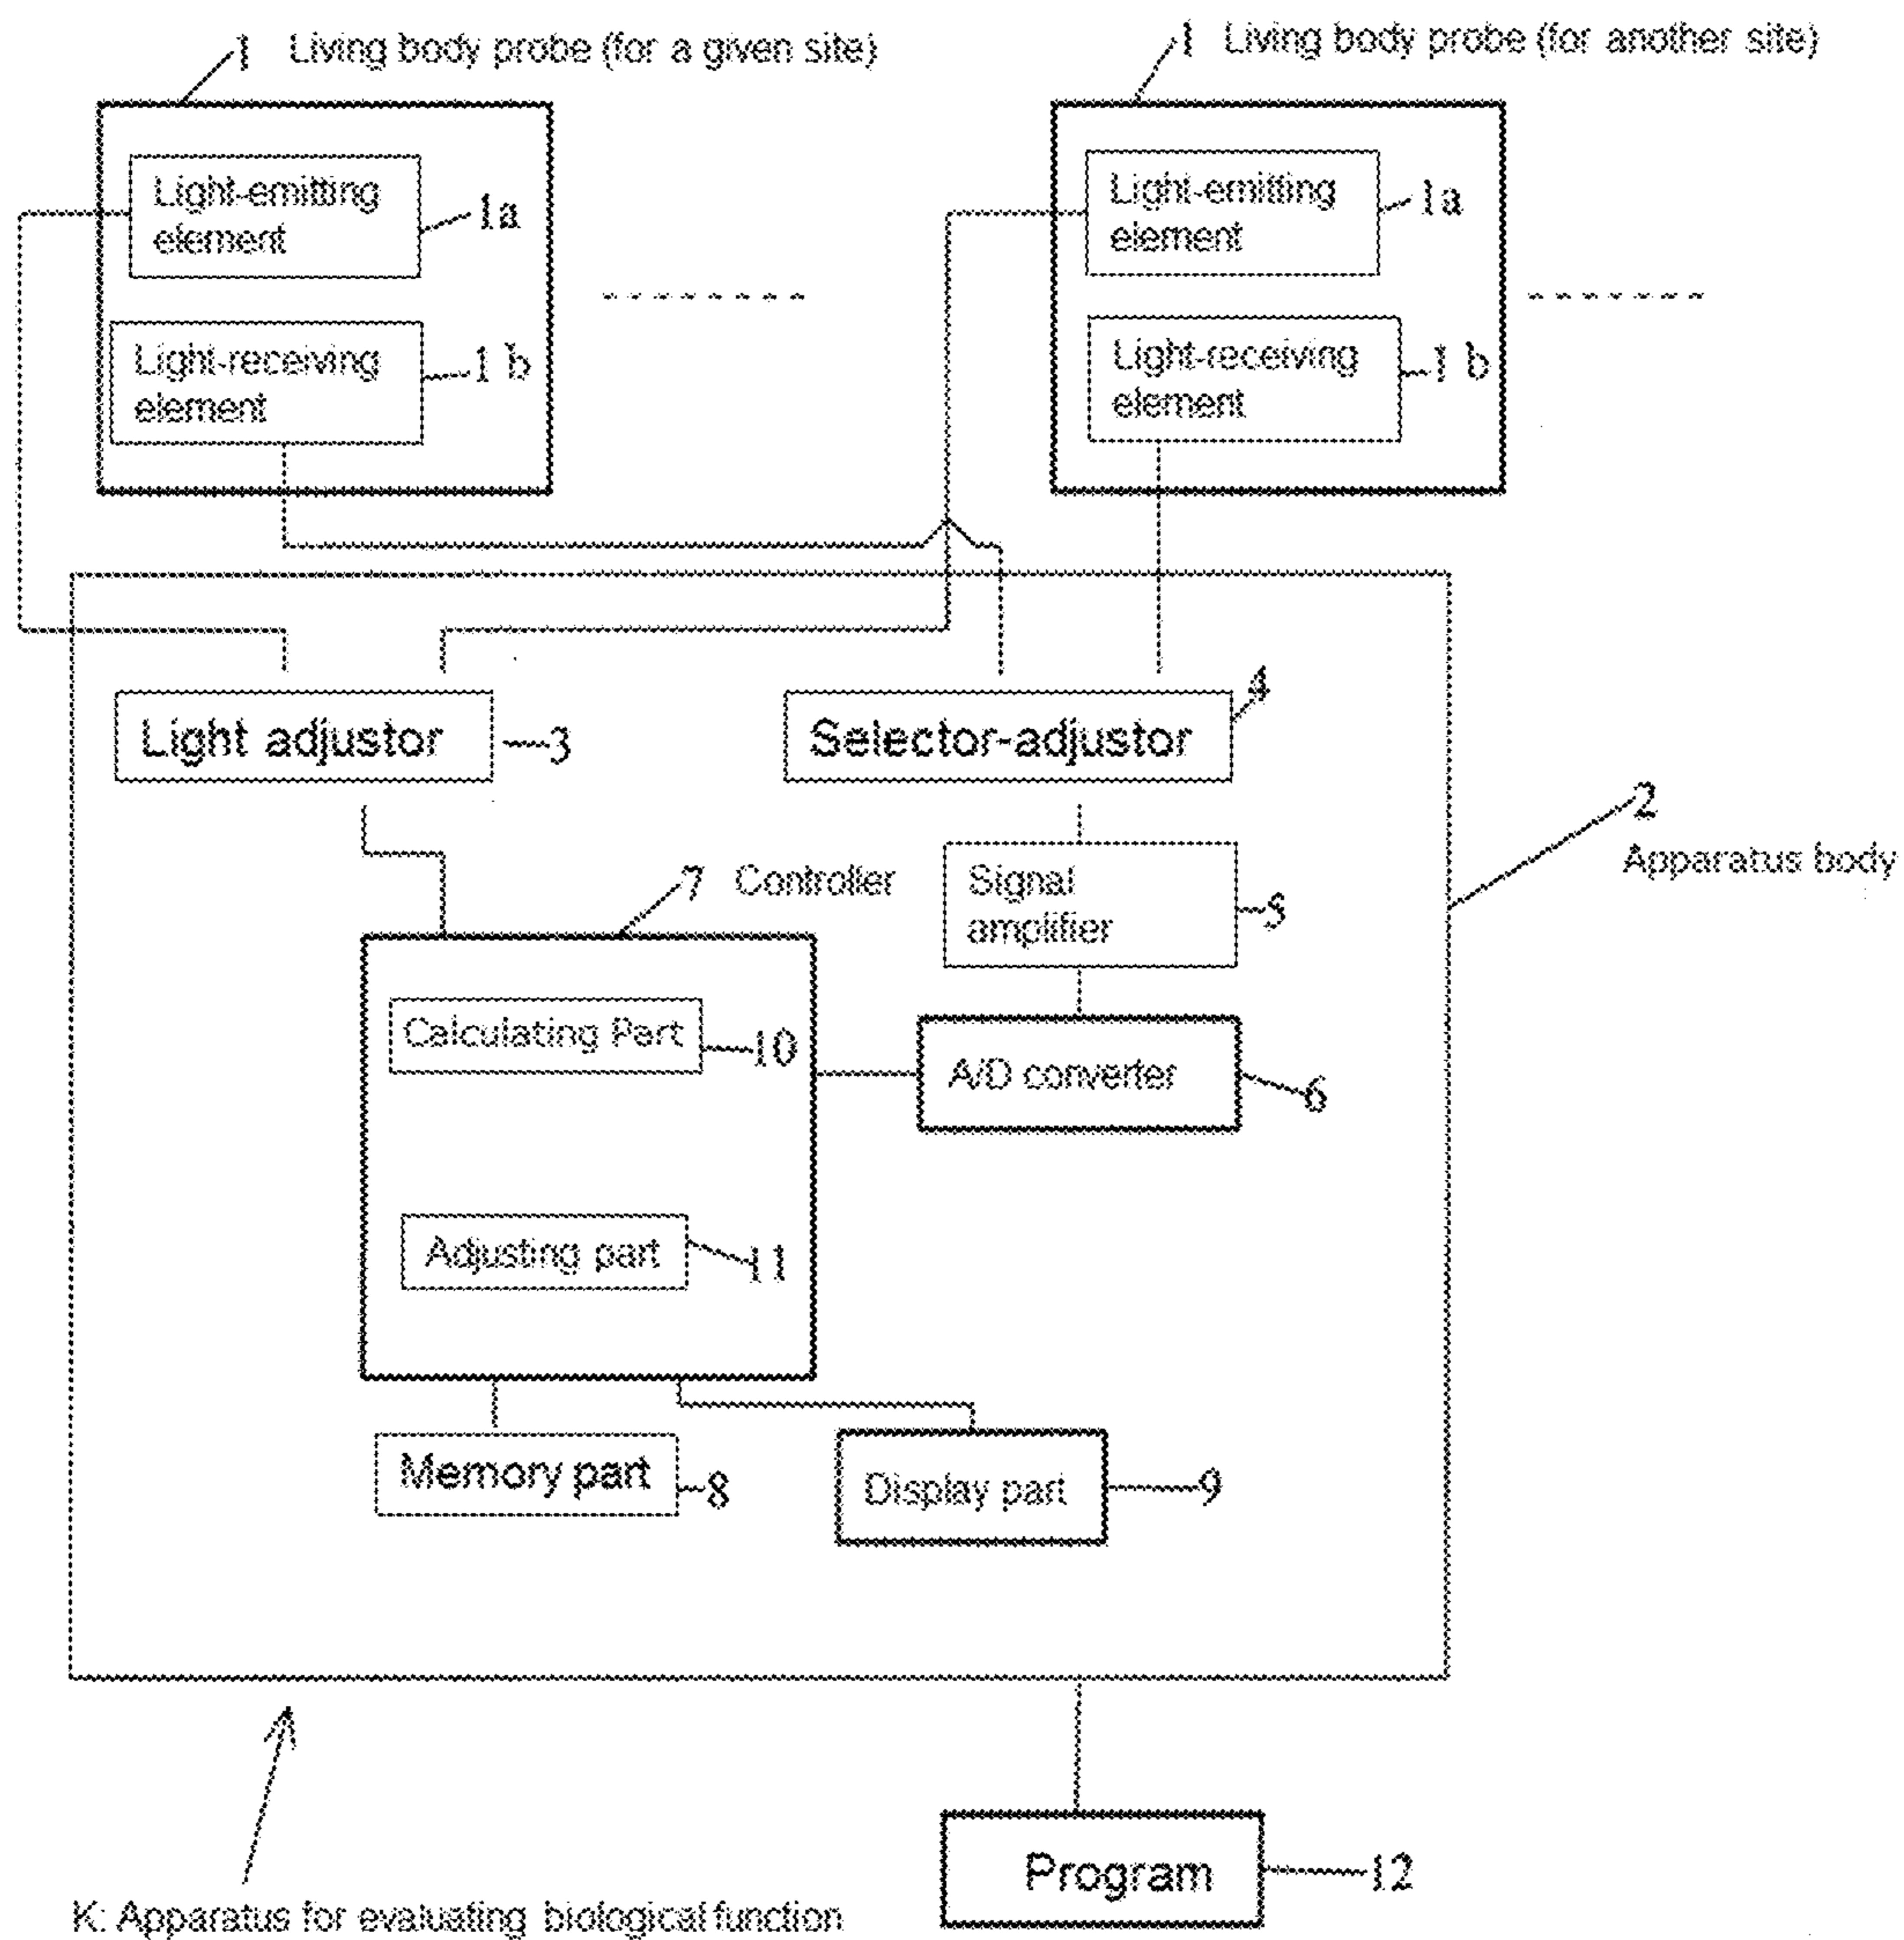 1 Living body probe (for a given site)
1 Living body probe (for another site)
Light-emitting
element
1a
Light-receiving
element
1 b
Light-emitting
element
1a
Light-receiving
element
1 b
Light adjustor
3
Selector-adjustor
4
2
Apparatus body
7 Controller
Signal
amplifier
5
Calculating Part
10
A/D converter
6
Adjusting part
11
Memory part
8
Display part
9
Program
12
K: Apparatus for evaluating biological function